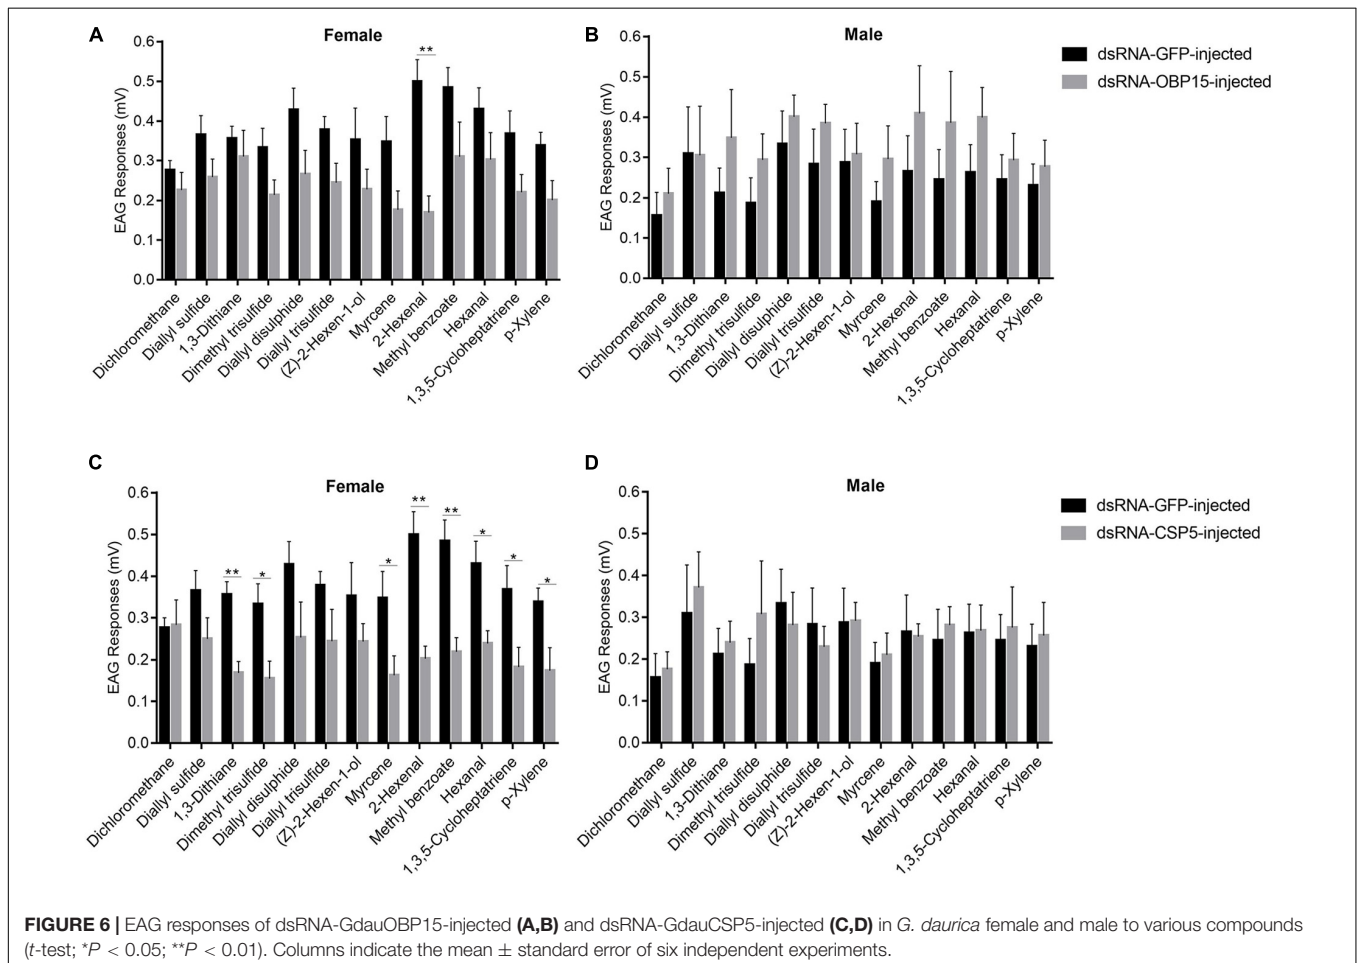 A
Female
EAG Responses (mV)
0.6
0.5
0.4
0.3
0.2
0.1
0.0
**
Dichloromethane
Diallyl sulfide
1,3-Dithiane
Dimethyl trisulfide
Diallyl disulphide
Diallyl trisulfide
(Z)-2-Hexen-1-ol
Myrcene
2-Hexenal
Methyl benzoate
Hexanal
1,3,5-Cycloheptatriene
p-Xylene
B
Male
EAG Responses (mV)
0.6
0.5
0.4
0.3
0.2
0.1
0.0
Dichloromethane
Diallyl sulfide
1,3-Dithiane
Dimethyl trisulfide
Diallyl disulphide
Diallyl trisulfide
(Z)-2-Hexen-1-ol
Myrcene
2-Hexenal
Methyl benzoate
Hexanal
1,3,5-Cycloheptatriene
p-Xylene
dsRNA-GFP-injected
dsRNA-OBP15-injected
C
Female
EAG Responses (mV)
0.6
0.5
0.4
0.3
0.2
0.1
0.0
**
*
*
**
**
*
*
*
Dichloromethane
Diallyl sulfide
1,3-Dithiane
Dimethyl trisulfide
Diallyl disulphide
Diallyl trisulfide
(Z)-2-Hexen-1-ol
Myrcene
2-Hexenal
Methyl benzoate
Hexanal
1,3,5-Cycloheptatriene
p-Xylene
D
Male
EAG Responses (mV)
0.6
0.5
0.4
0.3
0.2
0.1
0.0
Dichloromethane
Diallyl sulfide
1,3-Dithiane
Dimethyl trisulfide
Diallyl disulphide
Diallyl trisulfide
(Z)-2-Hexen-1-ol
Myrcene
2-Hexenal
Methyl benzoate
Hexanal
1,3,5-Cycloheptatriene
p-Xylene
dsRNA-GFP-injected
dsRNA-CSP5-injected
FIGURE 6 | EAG responses of dsRNA-GdauOBP15-injected (A,B) and dsRNA-GdauCSP5-injected (C,D) in G. daurica female and male to various compounds
(t-test; *P < 0.05; **P < 0.01). Columns indicate the mean ± standard error of six independent experiments.